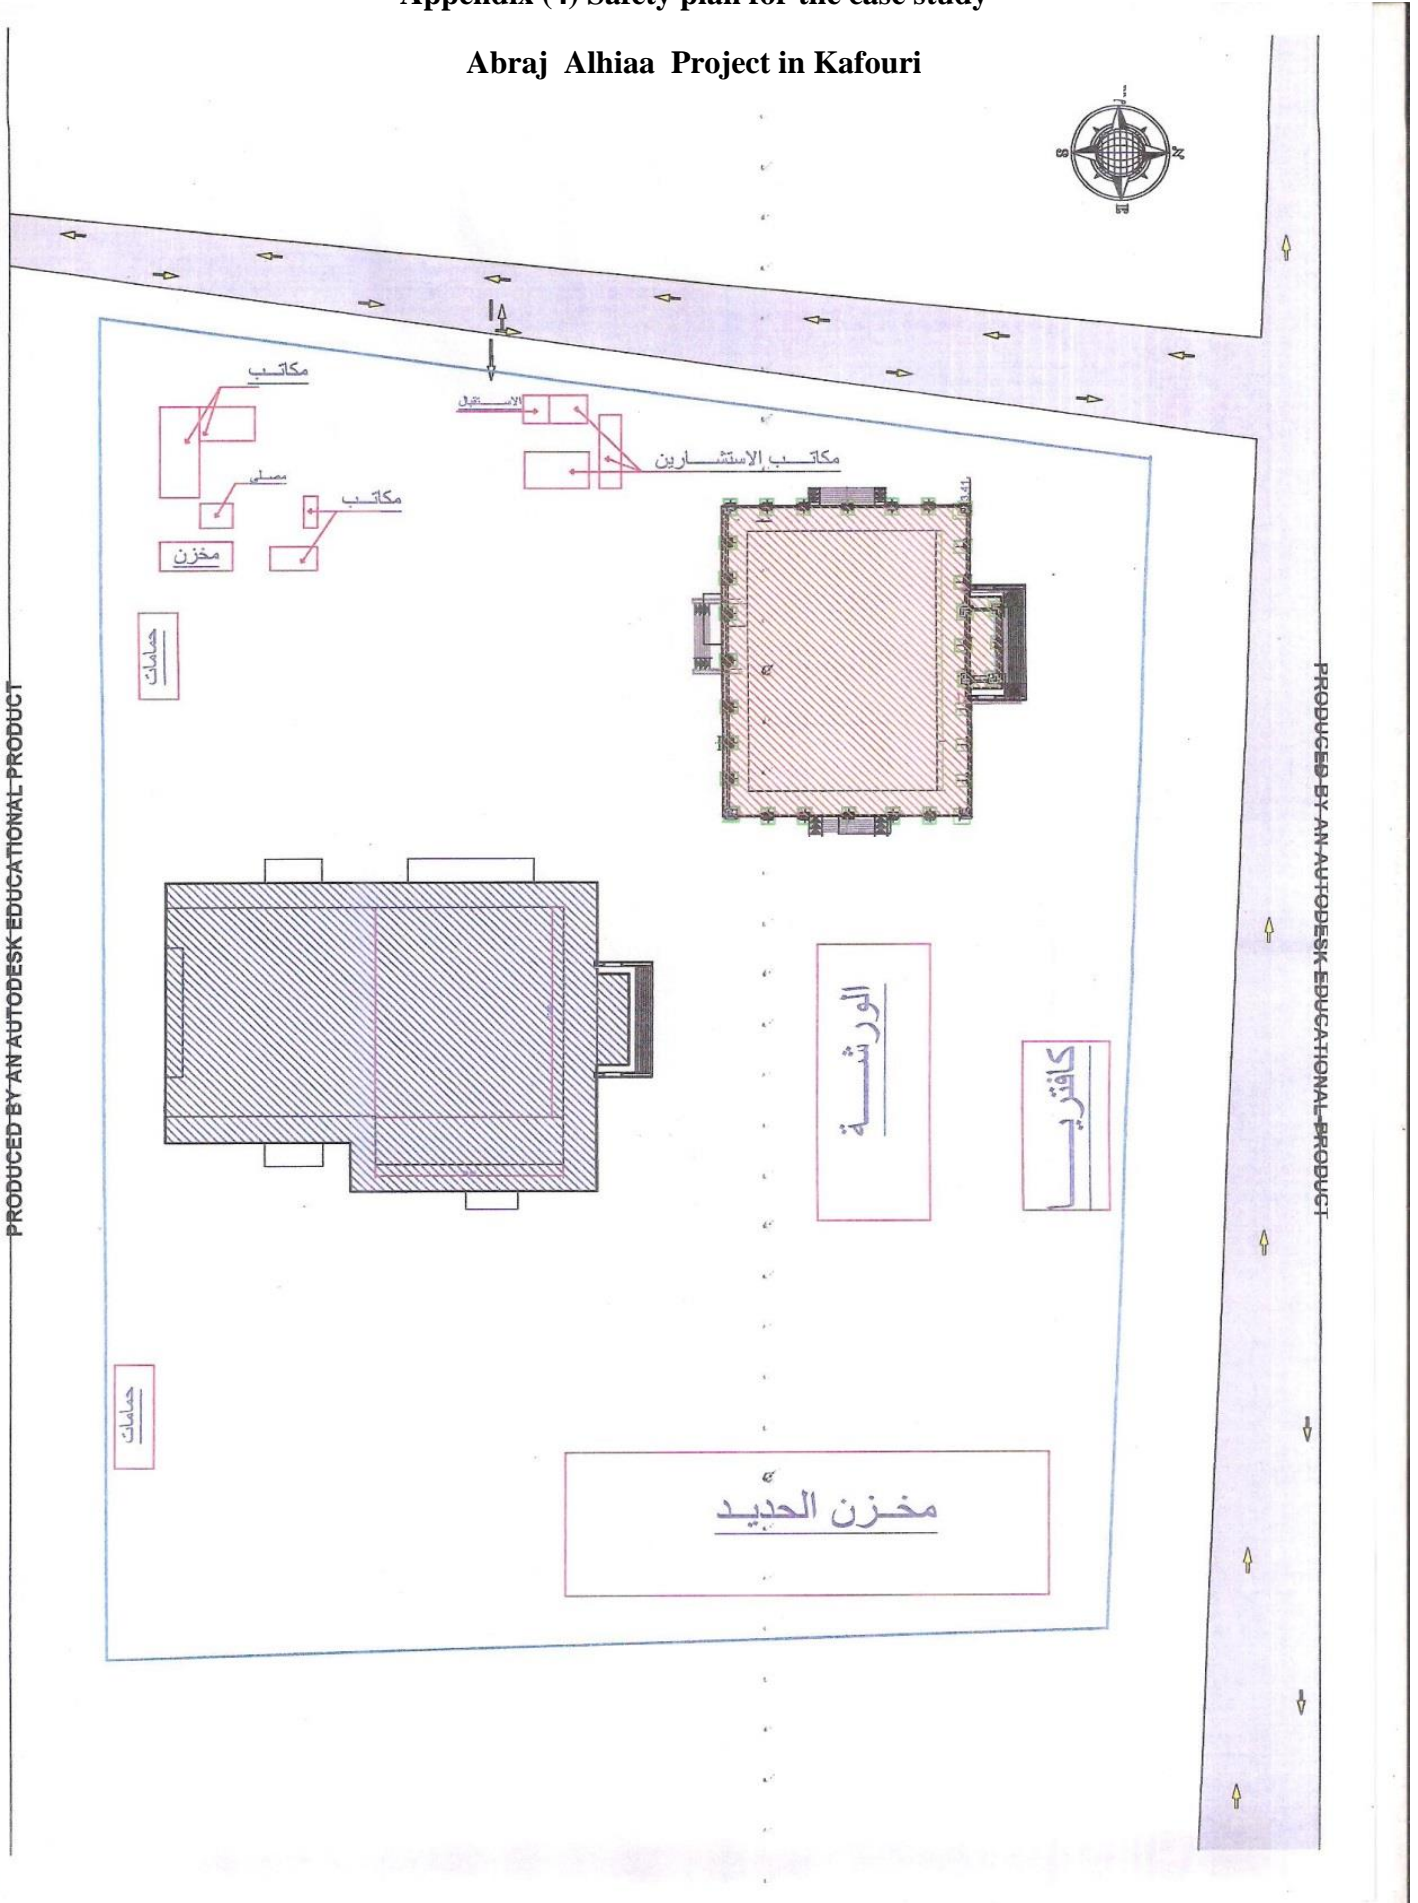 Appendix (4) Safety plan for the case study
Abraj Alhiaa Project in Kafouri
S
N
E
مكاتب
الاستقبال
مكاتب الاستشارين
مصلى
مكاتب
3.41
مخزن
حمامات
PRODUCED BY AN AUTODESK EDUCATIONAL PRODUCT
PRODUCED BY AN AUTODESK EDUCATIONAL PRODUCT
الورشة
كافتريا
حمامات
مخزن الحديد